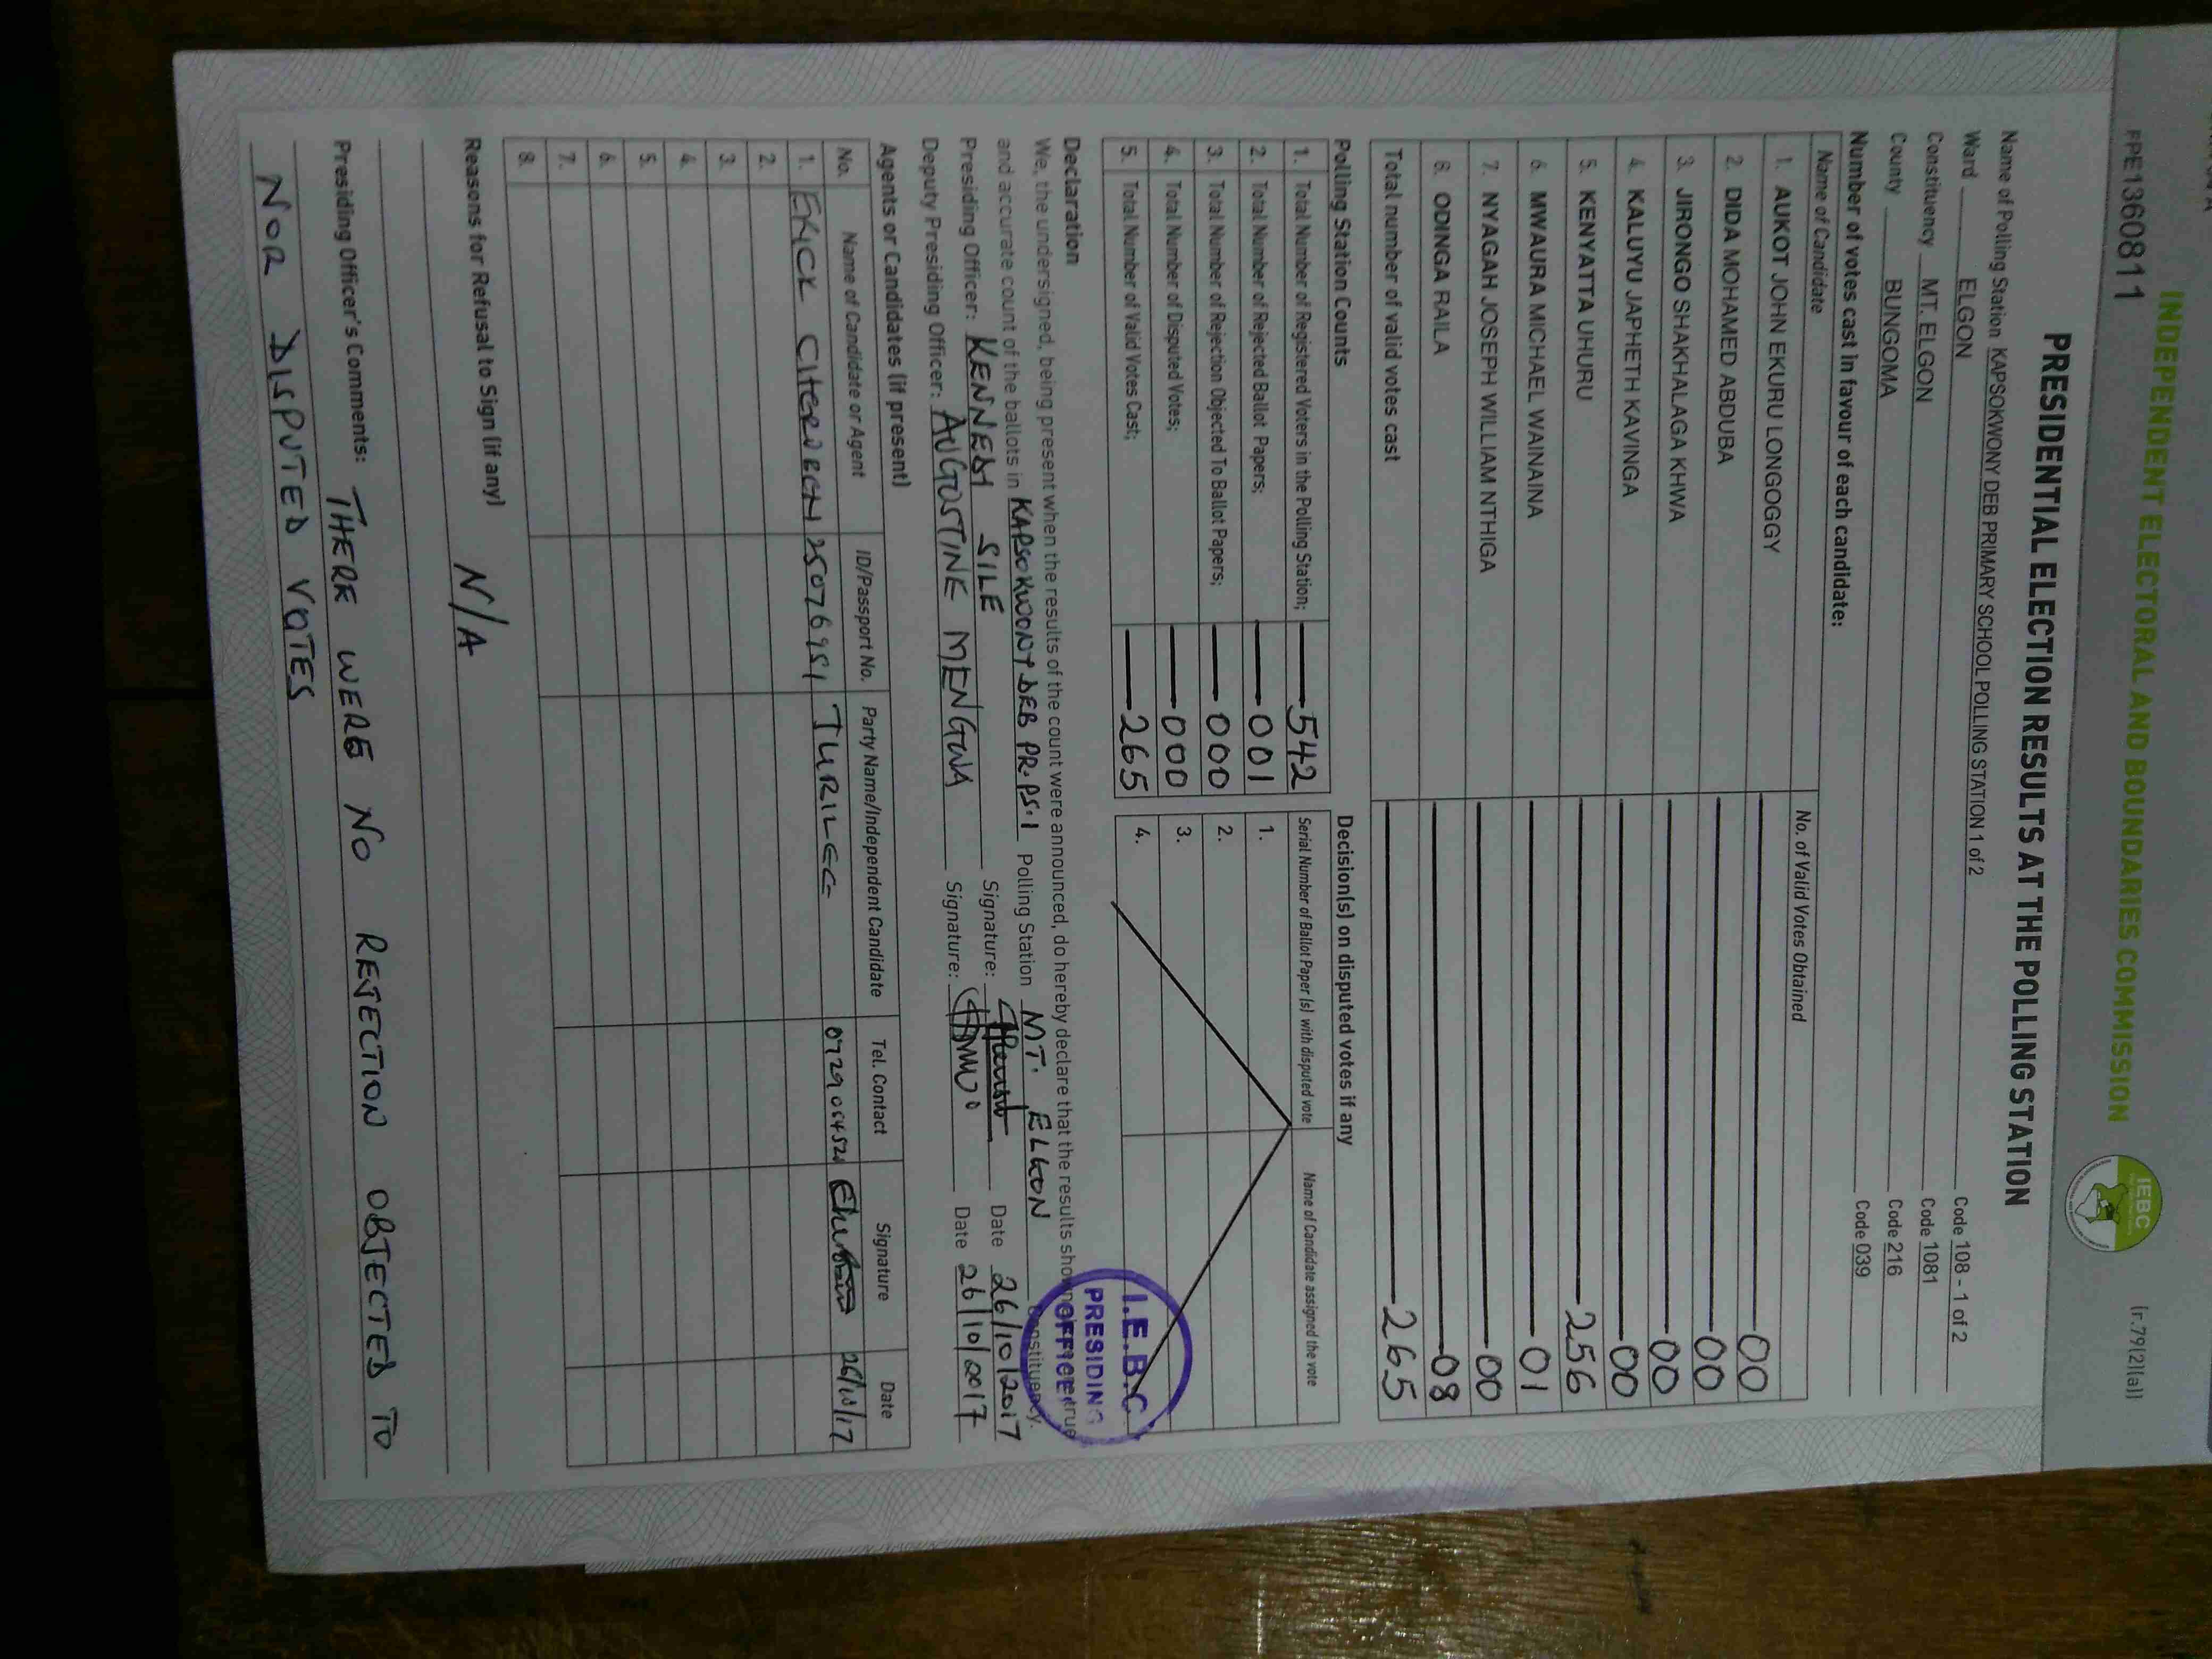 INDEPENDENT ELECTORAL AND BOUNDARIES COMMISSION
IEBC
PPE1360811
(r.79(2)(a))
PRESIDENTIAL ELECTION RESULTS AT THE POLLING STATION
Name of Polling Station KAPSOKWONY DEB PRIMARY SCHOOL POLLING STATION 1 of 2 Code 108 - 1 of 2
Ward ELGON Code 1081
Constituency MT. ELGON Code 216
County BUNGOMA Code 039
Number of votes cast in favour of each candidate:
Name of Candidate No. of Valid Votes Obtained
1. AUKOT JOHN EKURU LONGOGGY 00
2. DIDA MOHAMED ABDUBA 00
3. JIRONGO SHAKHALAGA KHWA 00
4. KALUYU JAPHETH KAVINGA 00
5. KENYATTA UHURU 256
6. MWAURA MICHAEL WAINAINA 01
7. NYAGAH JOSEPH WILLIAM NTHIGA 00
8. ODINGA RAILA 08
Total number of valid votes cast 265
Polling Station Counts Decision(s) on disputed votes if any
1. Total Number of Registered Voters in the Polling Station; 542 Serial Number of Ballot Paper (s) with disputed vote Name of Candidate assigned the vote
2. Total Number of Rejected Ballot Papers; 001 1.
3. Total Number of Rejection Objected To Ballot Papers; 000 2.
4. Total Number of Disputed Votes; 000 3.
5. Total Number of Valid Votes Cast; 265 4.
I.E.B.C
PRESIDING
OFFICER
Declaration
We, the undersigned, being present when the results of the count were announced, do hereby declare that the results shown are true
and accurate count of the ballots in KAPSOKWONY DEB PR. PS. 1 Polling Station MT. ELGON Constituency.
Presiding Officer: KENNEDY SILE Signature: Date 26/10/2017
Deputy Presiding Officer: AUGUSTINE MENGWA Signature: Date 26/10/2017
Agents or Candidates (if present)
No. Name of Candidate or Agent ID/Passport No. Party Name/Independent Candidate Tel. Contact Signature Date
1. ERICK 25076951 26/10/17
2.
3.
4.
5.
6.
7.
8.
Reasons for Refusal to Sign (if any)
N/A
Presiding Officer's Comments: THERE WERE NO REJECTION OBJECTED TO
NOR DISPUTED VOTES